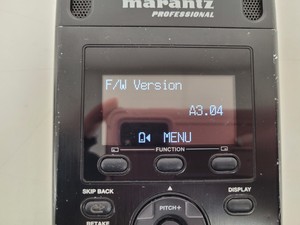 marantz
PROFESSIONAL
F/W Version
A3.04
MENU
FUNCTION
SKIP BACK
DISPLAY
PITCH+
RETAKE